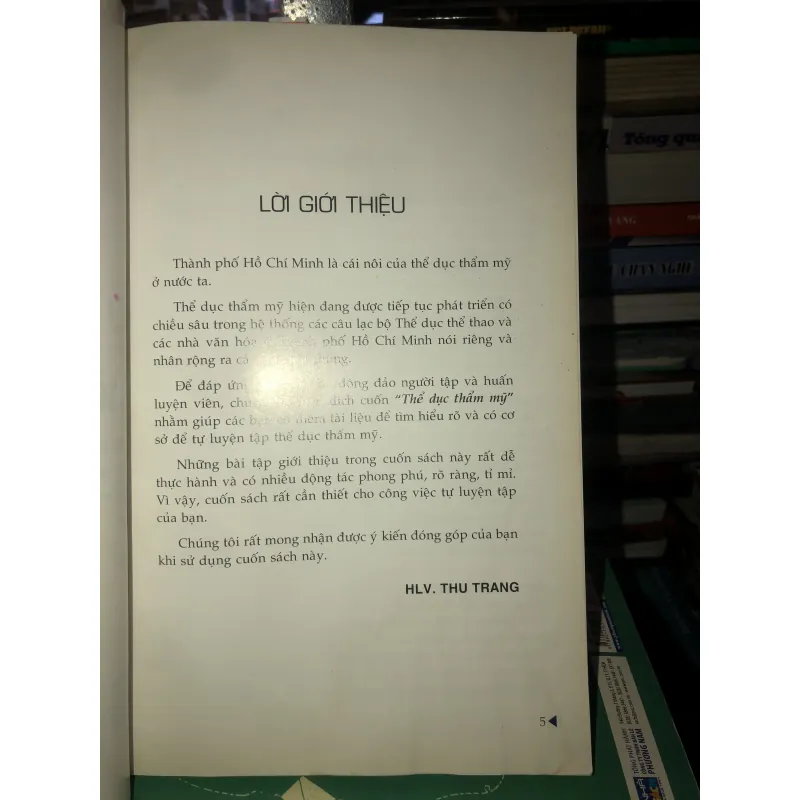 LỜI GIỚI THIỆU
Thành phố Hồ Chí Minh là cái nôi của thể dục thẩm mỹ
ở nước ta.
Thể dục thẩm mỹ hiện đang được tiếp tục phát triển có
chiều sâu trong hệ thống các câu lạc bộ Thể dục thể thao và
các nhà văn hóa phố Hồ Chí Minh nói riêng và
nhân rộng ra
Để đáp ứng đông đảo người tập và huấn
luyện viên, dịch cuốn "Thể dục thẩm mỹ"
nhằm giúp các bạn có thêm tài liệu để tìm hiểu rõ và có cơ
sở để tự luyện tập thể dục thẩm mỹ.
Những bài tập giới thiệu trong cuốn sách này rất dễ
thực hành và có nhiều động tác phong phú, rõ ràng, tỉ mỉ.
Vì vậy, cuốn sách rất cần thiết cho công việc tự luyện tập
của bạn.
Chúng tôi rất mong nhận được ý kiến đóng góp của bạn
khi sử dụng cuốn sách này.
HLV. THU TRANG
5
Tổng qu
PHƯƠNG NAM